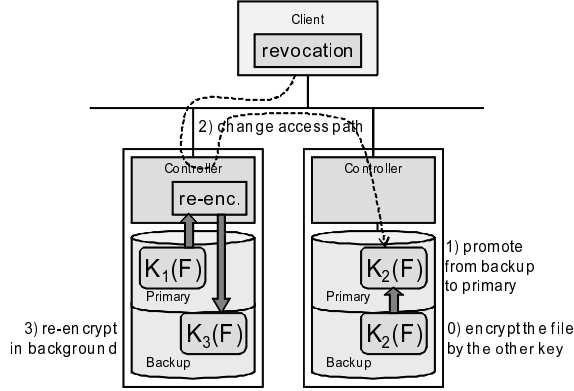 Client
revocation
2) change access path
Controller
re-enc.
Controller
K1(F)
Primary
K3(F)
Backup
K2(F)
Primary
K2(F)
Backup
1) promote
from backup
to primary
3) re-encrypt
in background
0) encrypt the file
by the other key